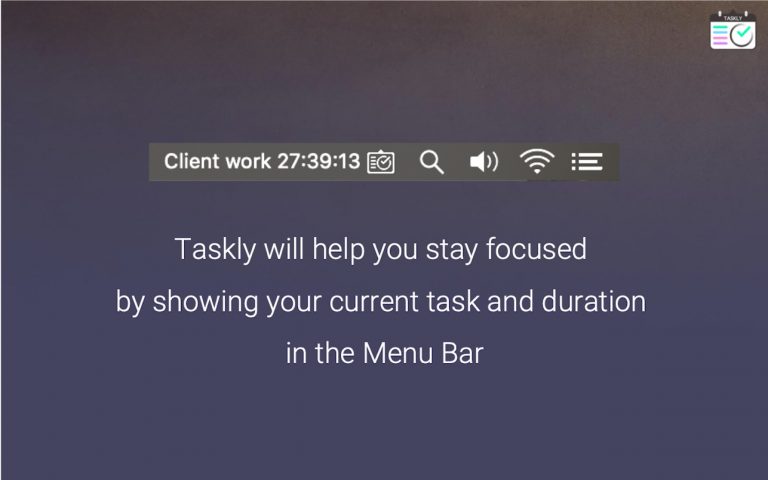 TASKLY
Client work 27:39:13
Taskly will help you stay focused
by showing your current task and duration
in the Menu Bar